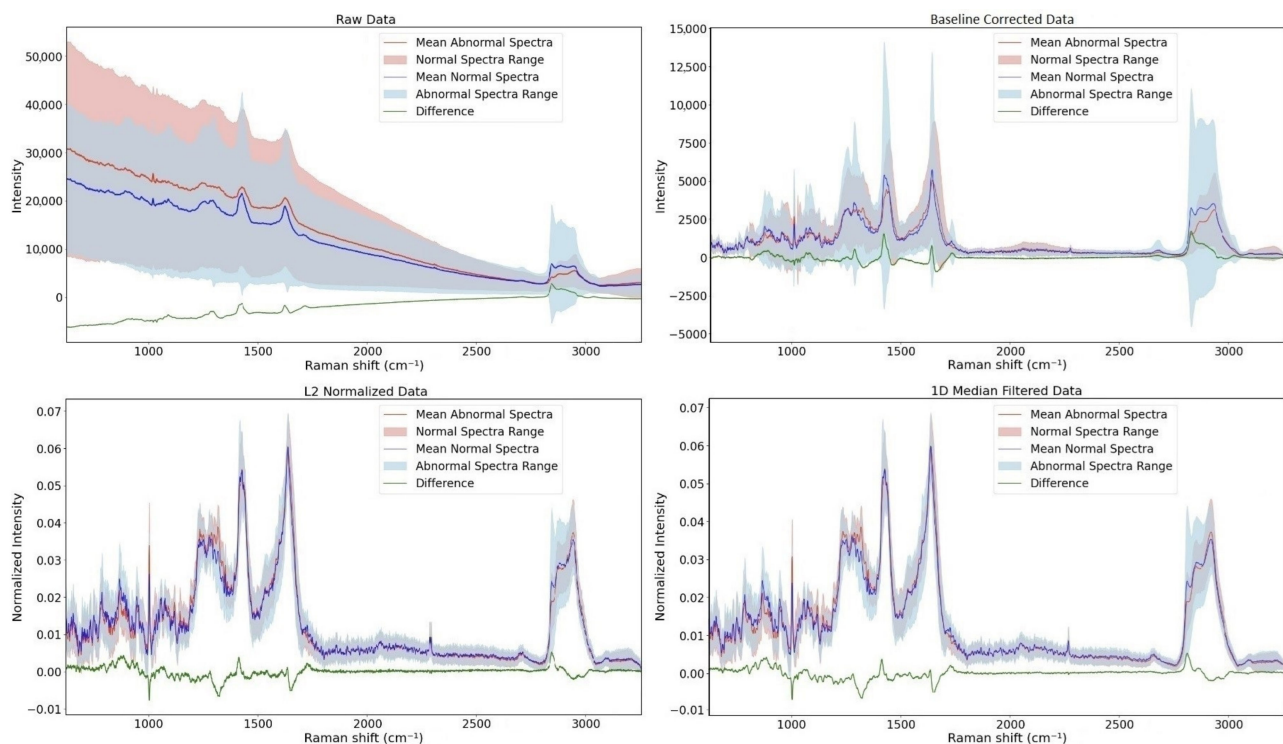 Raw Data
Intensity
50,000
40,000
30,000
20,000
10,000
0
1000
1500
2000
2500
3000
Raman shift (cm⁻¹)
Mean Abnormal Spectra
Normal Spectra Range
Mean Normal Spectra
Abnormal Spectra Range
Difference
Baseline Corrected Data
Intensity
15,000
12,500
10,000
7500
5000
2500
0
−2500
−5000
1000
1500
2000
2500
3000
Raman shift (cm⁻¹)
Mean Abnormal Spectra
Normal Spectra Range
Mean Normal Spectra
Abnormal Spectra Range
Difference
L2 Normalized Data
Normalized Intensity
0.07
0.06
0.05
0.04
0.03
0.02
0.01
0.00
−0.01
1000
1500
2000
2500
3000
Raman shift (cm⁻¹)
Mean Abnormal Spectra
Normal Spectra Range
Mean Normal Spectra
Abnormal Spectra Range
Difference
1D Median Filtered Data
Normalized Intensity
0.07
0.06
0.05
0.04
0.03
0.02
0.01
0.00
−0.01
1000
1500
2000
2500
3000
Raman shift (cm⁻¹)
Mean Abnormal Spectra
Normal Spectra Range
Mean Normal Spectra
Abnormal Spectra Range
Difference